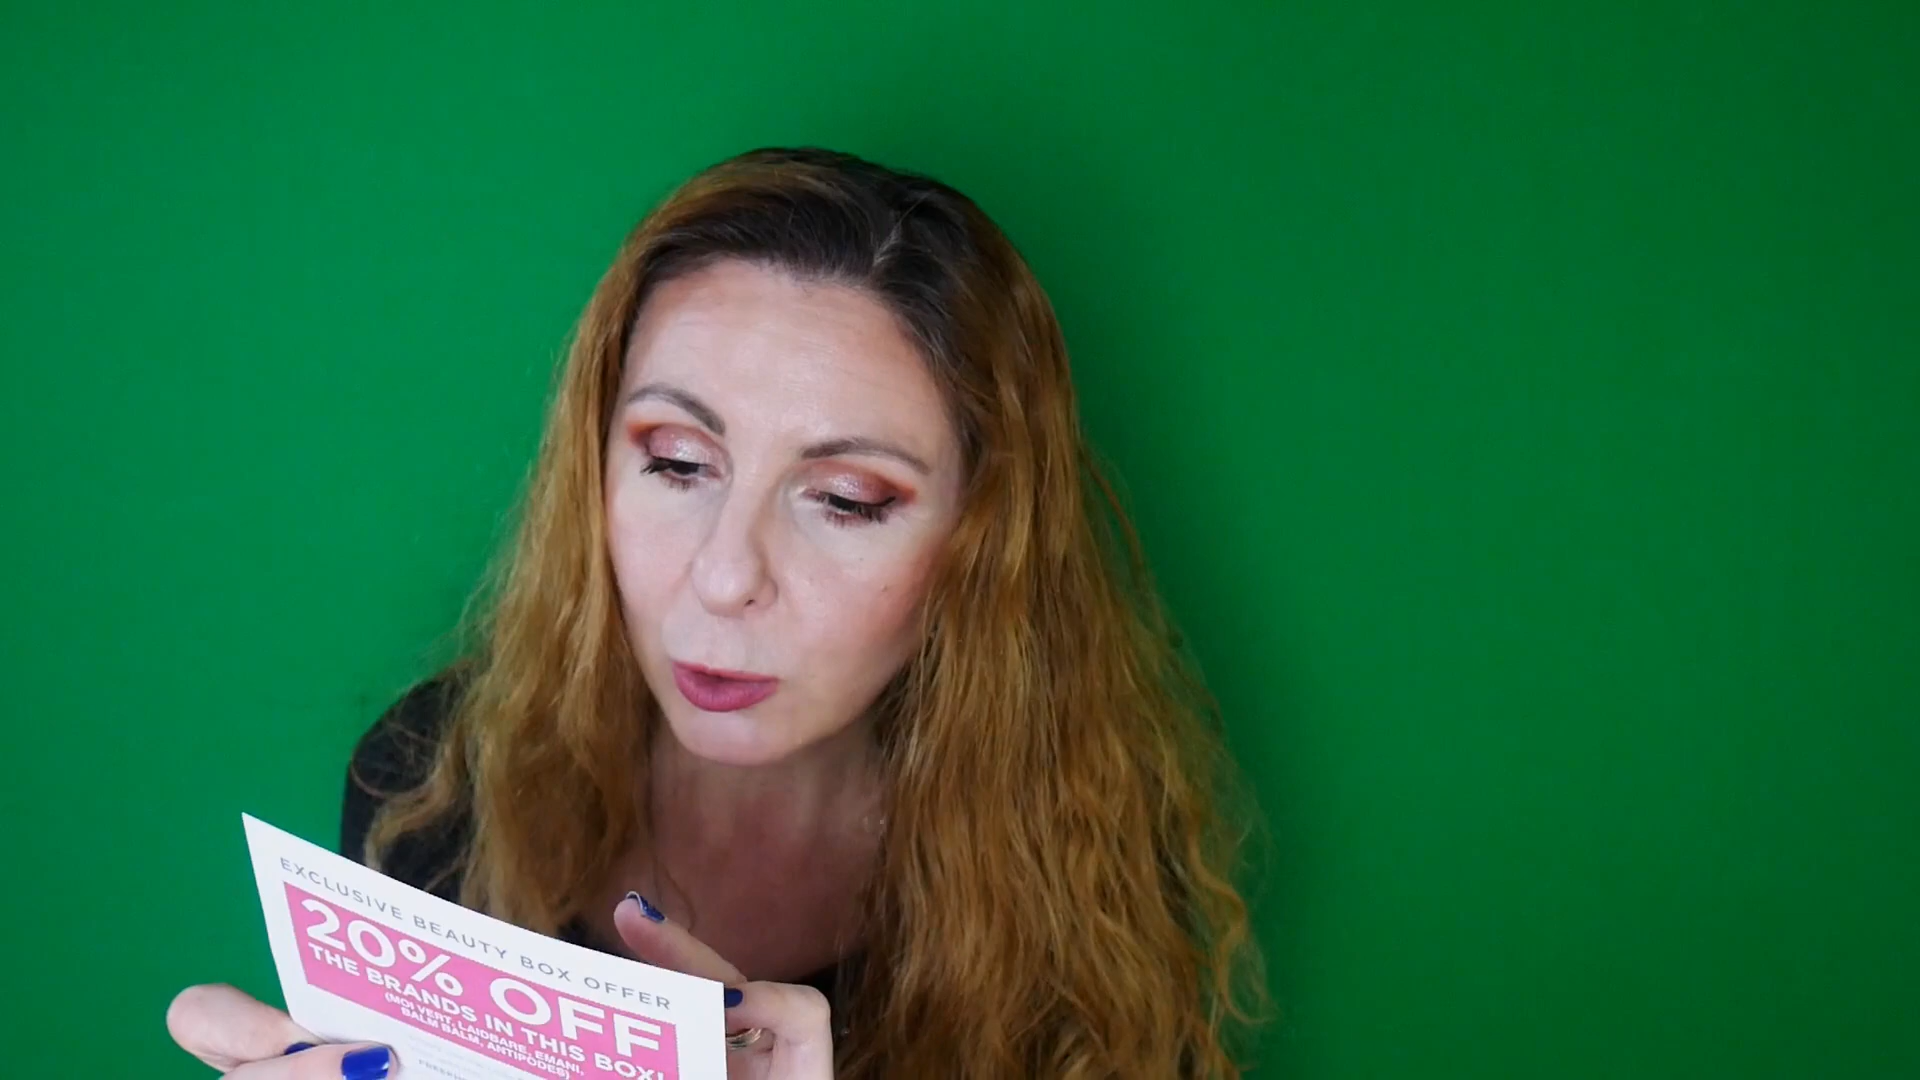 EXCLUSIVE BEAUTY BOX OFFER
20% OFF
THE BRANDS IN THIS BOX!
(MOI VERT, LAIDBARE, EMANI,
BALM BALM, ANTIPODES)